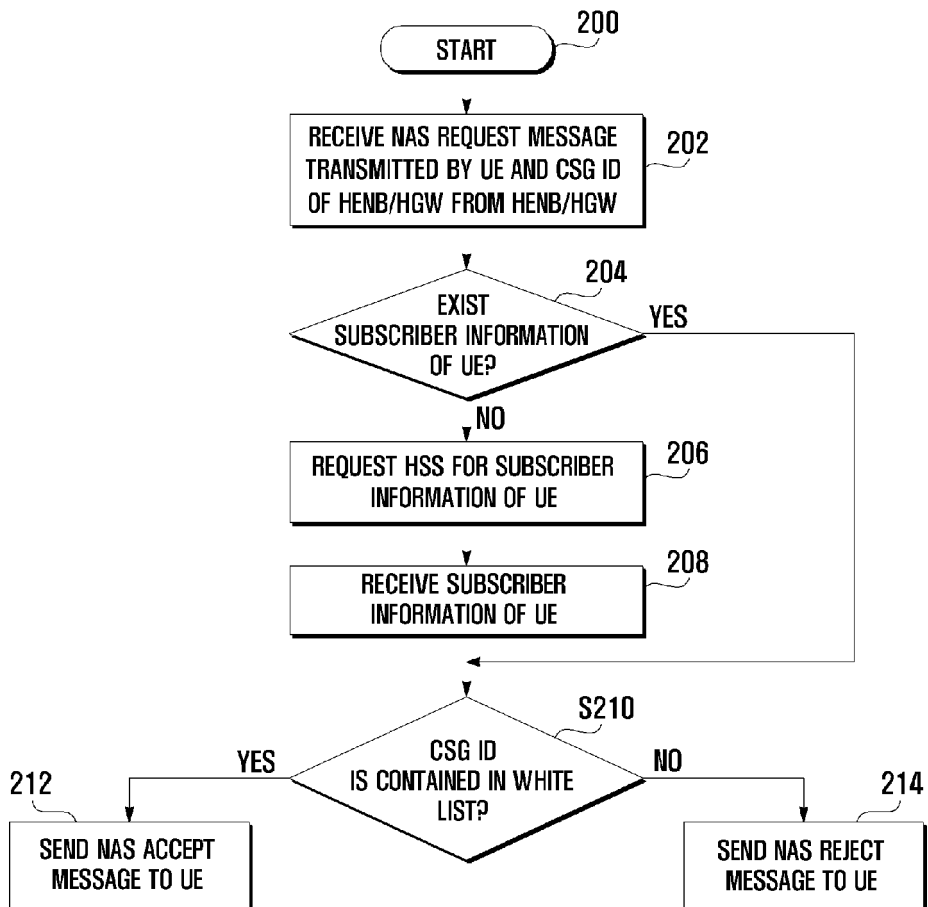 200
START
RECEIVE NAS REQUEST MESSAGE
TRANSMITTED BY UE AND CSG ID
OF HENB/HGW FROM HENB/HGW
202
204
EXIST
SUBSCRIBER INFORMATION
OF UE?
YES
NO
REQUEST HSS FOR SUBSCRIBER
INFORMATION OF UE
206
208
RECEIVE SUBSCRIBER
INFORMATION OF UE
S210
CSG ID
IS CONTAINED IN WHITE
LIST?
YES
NO
212
SEND NAS ACCEPT
MESSAGE TO UE
214
SEND NAS REJECT
MESSAGE TO UE